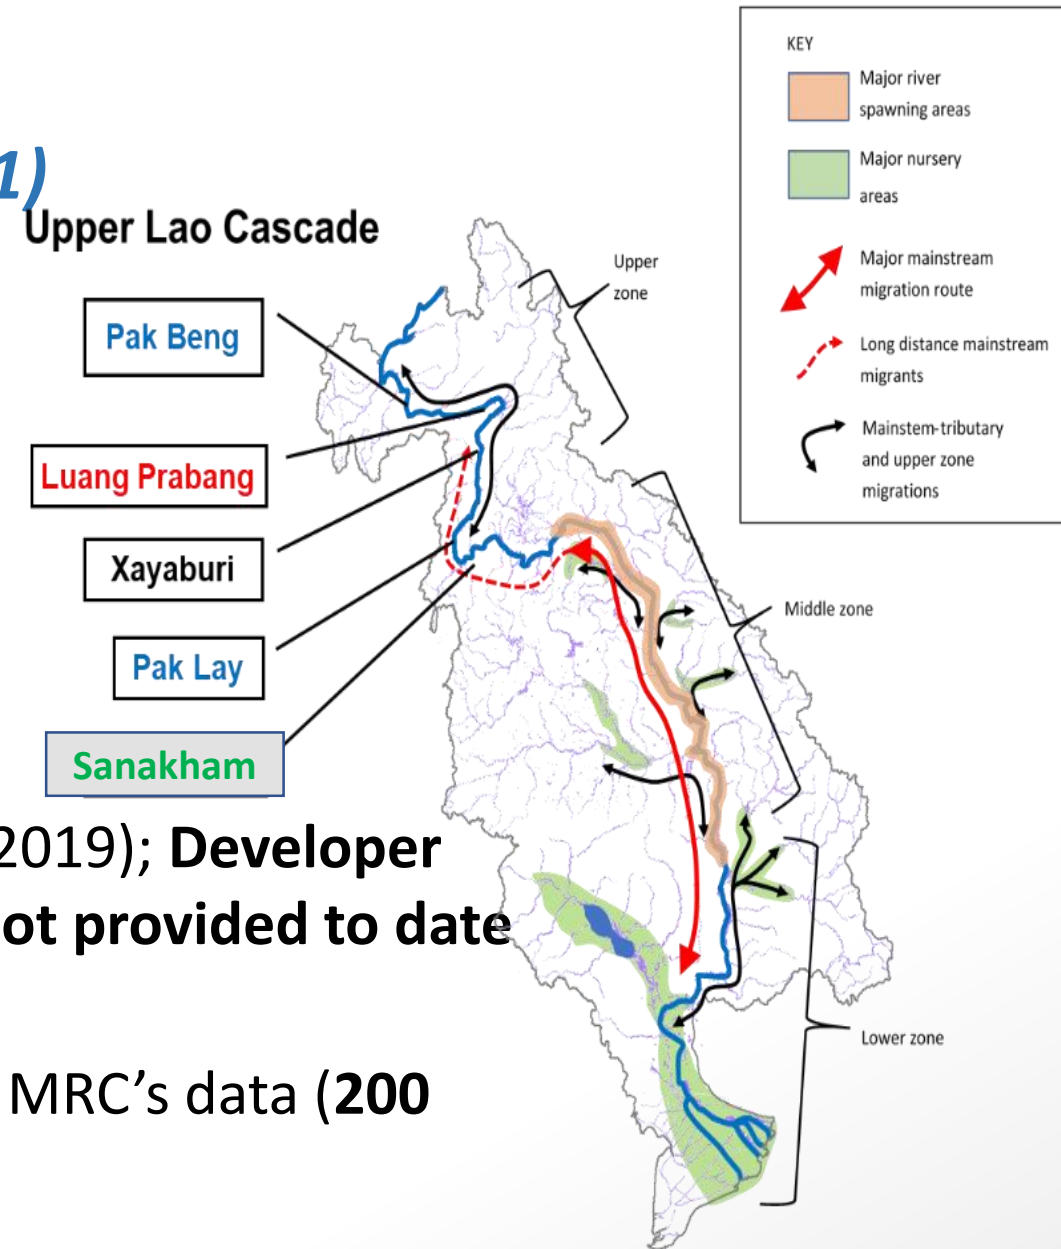 1)
Upper Lao Cascade
Pak Beng
Luang Prabang
Xayaburi
Pak Lay
Sanakham
2019); Developer
ot provided to date
MRC’s data (200
Upper
zone
Middle zone
Lower zone
KEY
Major river
spawning areas
Major nursery
areas
Major mainstream
migration route
Long distance mainstream
migrants
Mainstem-tributary
and upper zone
migrations